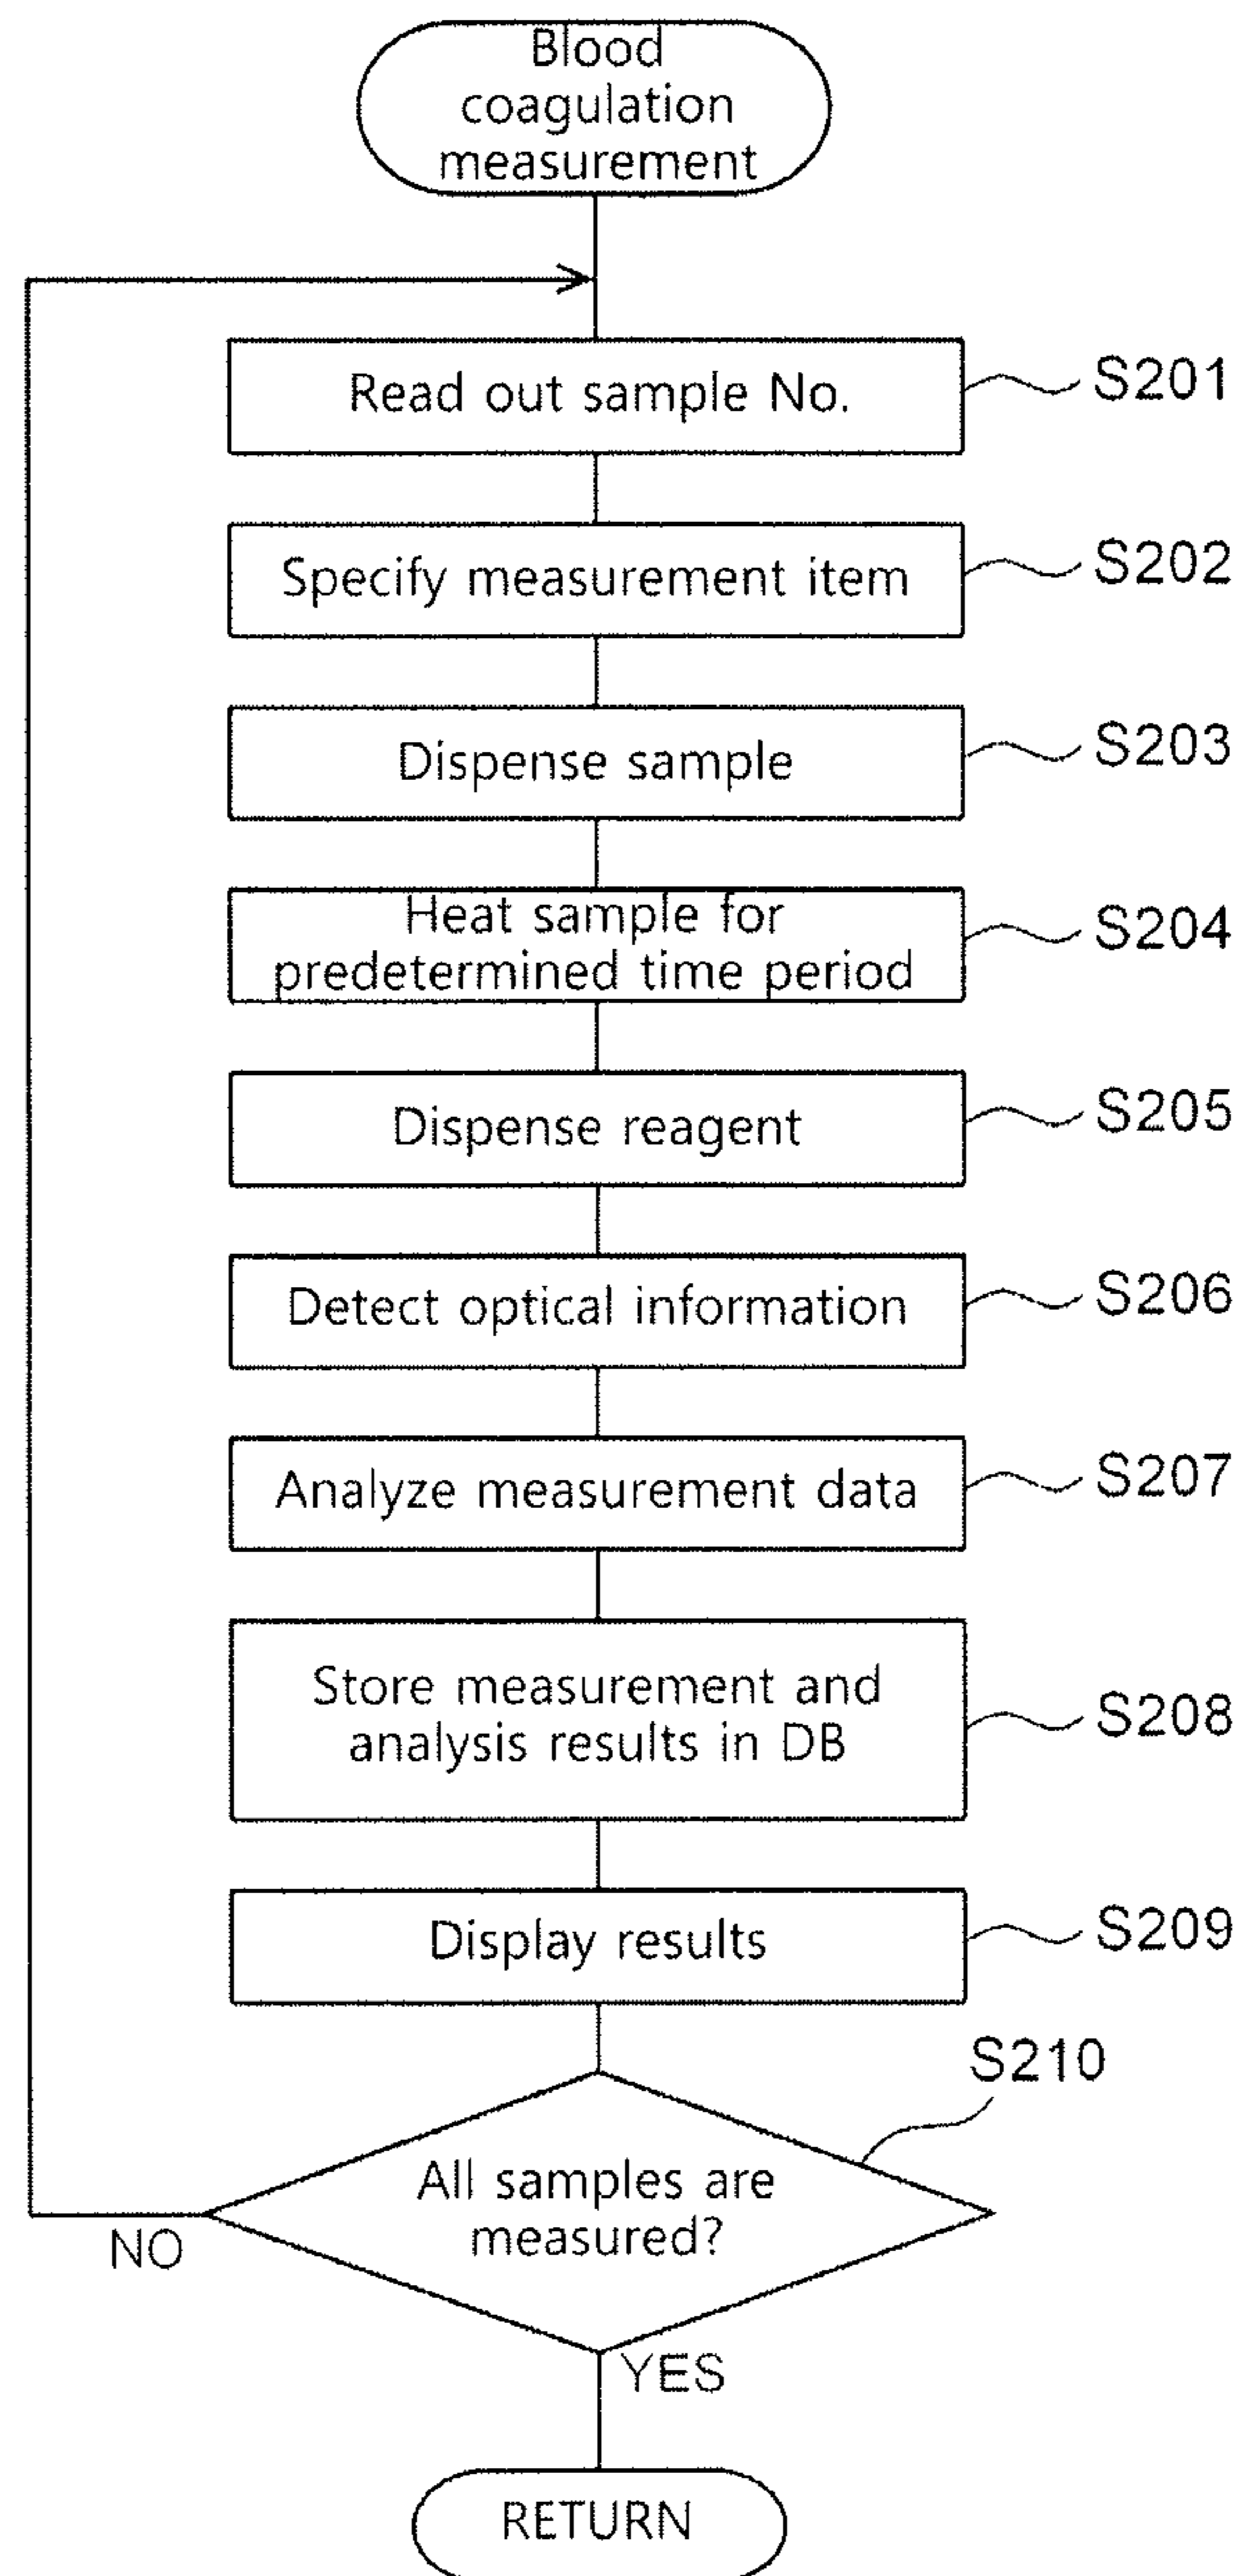 Blood
coagulation
measurement
Read out sample No.
S201
Specify measurement item
S202
Dispense sample
S203
Heat sample for
predetermined time period
S204
Dispense reagent
S205
Detect optical information
S206
Analyze measurement data
S207
Store measurement and
analysis results in DB
S208
Display results
S209
S210
All samples are
measured?
NO
YES
RETURN